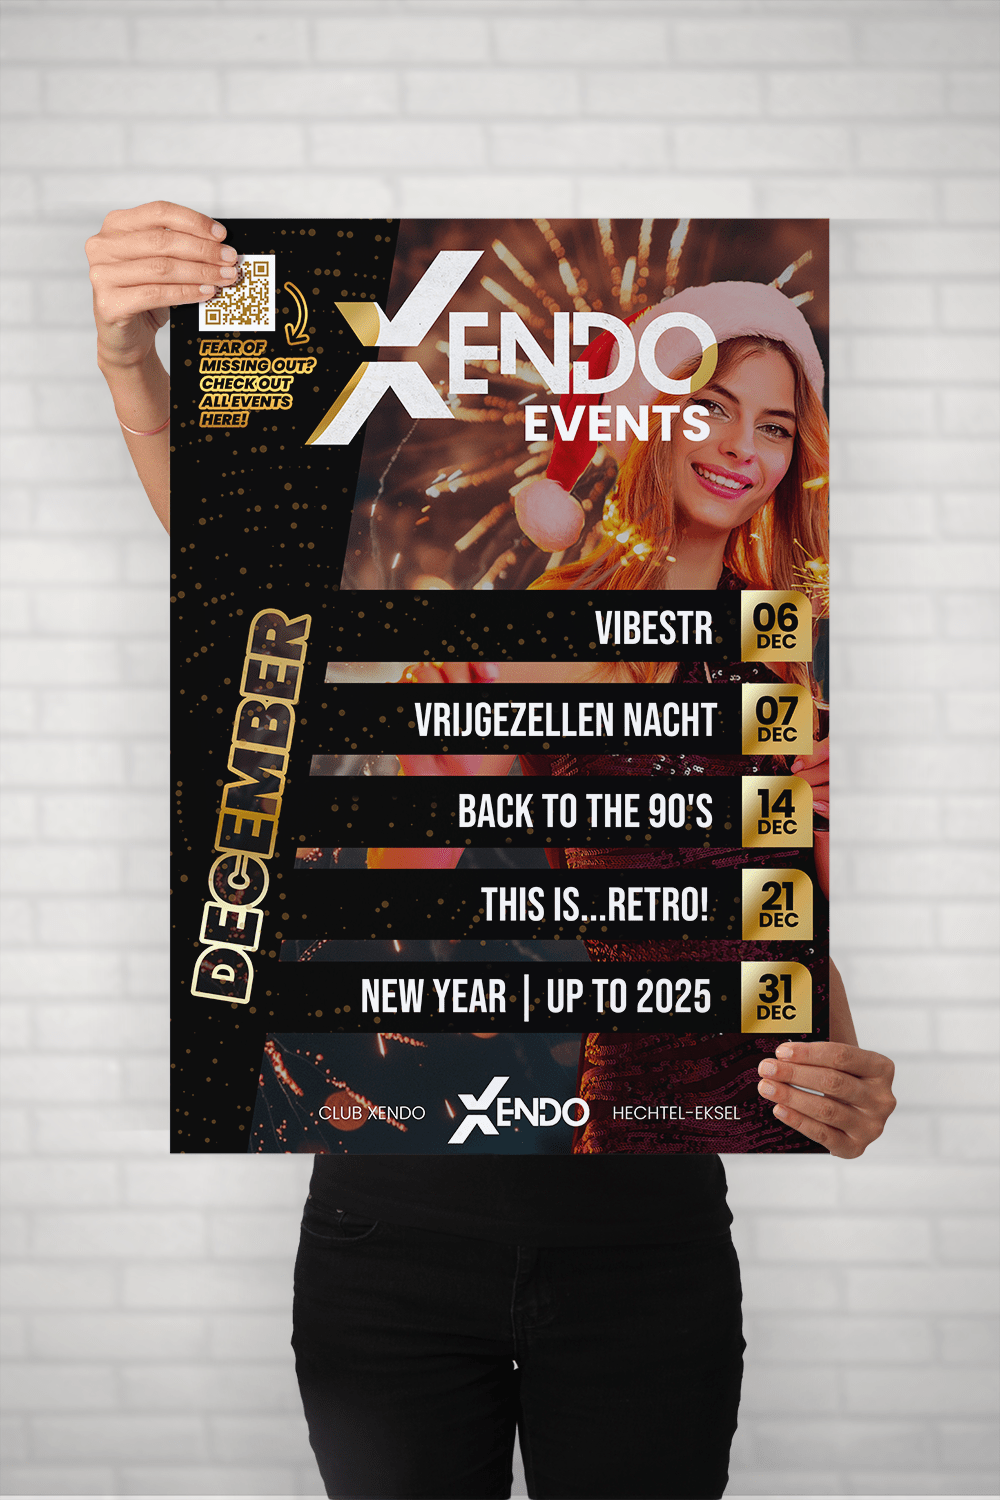 FEAR OF
MISSING OUT?
CHECK OUT
ALL EVENTS
HERE!
XENDO
EVENTS
DECEMBER
VIBESTR
06
DEC
VRIJGEZELLEN NACHT
07
DEC
BACK TO THE 90'S
14
DEC
THIS IS...RETRO!
21
DEC
NEW YEAR | UP TO 2025
31
DEC
CLUB XENDO
XENDO
HECHTEL-EKSEL